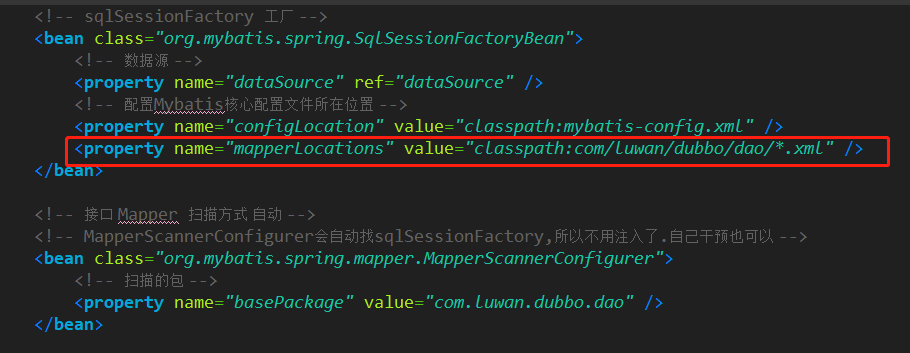 <!-- sqlSessionFactory 工厂 -->
<bean class="org.mybatis.spring.SqlSessionFactoryBean">
<!-- 数据源 -->
<property name="dataSource" ref="dataSource" />
<!-- 配置Mybatis核心配置文件所在位置 -->
<property name="configLocation" value="classpath:mybatis-config.xml" />
<property name="mapperLocations" value="classpath:com/luwan/dubbo/dao/*.xml" />
</bean>
<!-- 接口 Mapper 扫描方式 自动 -->
<!-- MapperScannerConfigurer会自动找sqlSessionFactory,所以不用注入了.自己干预也可以 -->
<bean class="org.mybatis.spring.mapper.MapperScannerConfigurer">
<!-- 扫描的包 -->
<property name="basePackage" value="com.luwan.dubbo.dao" />
</bean>